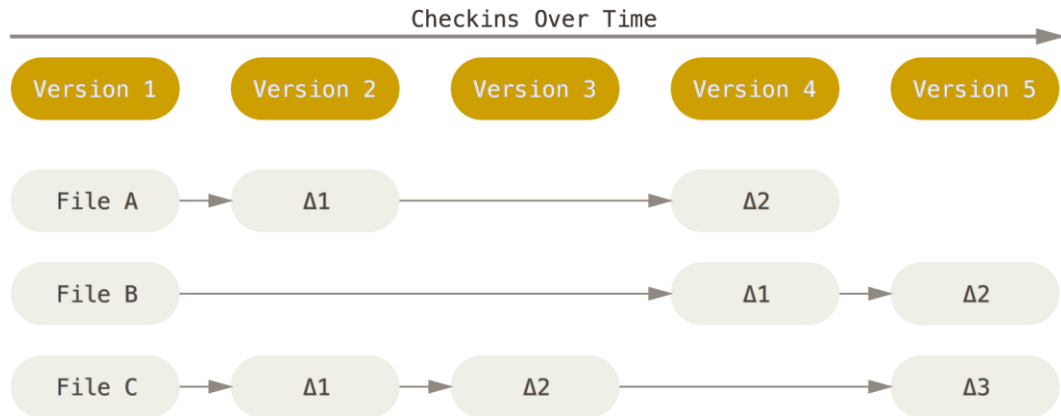 Checkins Over Time
Version 1 Version 2 Version 3 Version 4 Version 5
File A Δ1 Δ2
File B Δ1 Δ2
File C Δ1 Δ2 Δ3